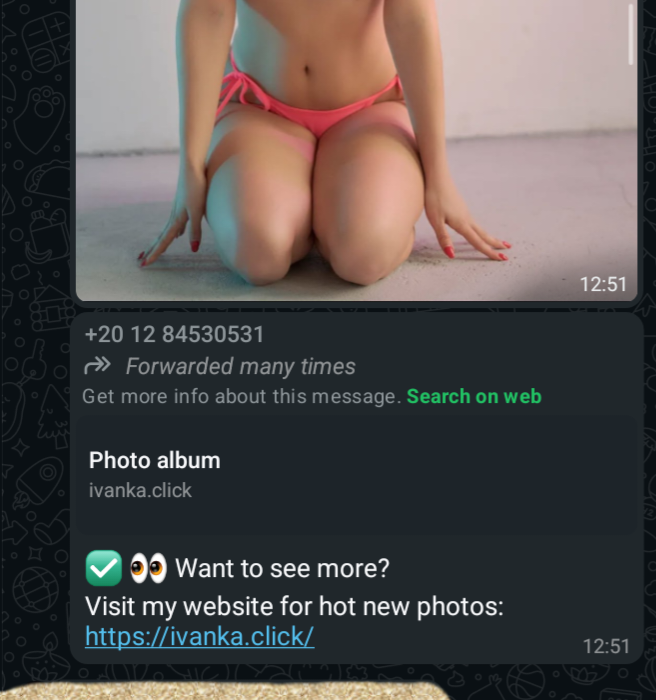 12:51
+20 12 84530531
Forwarded many times
Get more info about this message. Search on web
Photo album
ivanka.click
✅ 👀 Want to see more?
Visit my website for hot new photos:
https://ivanka.click/
12:51